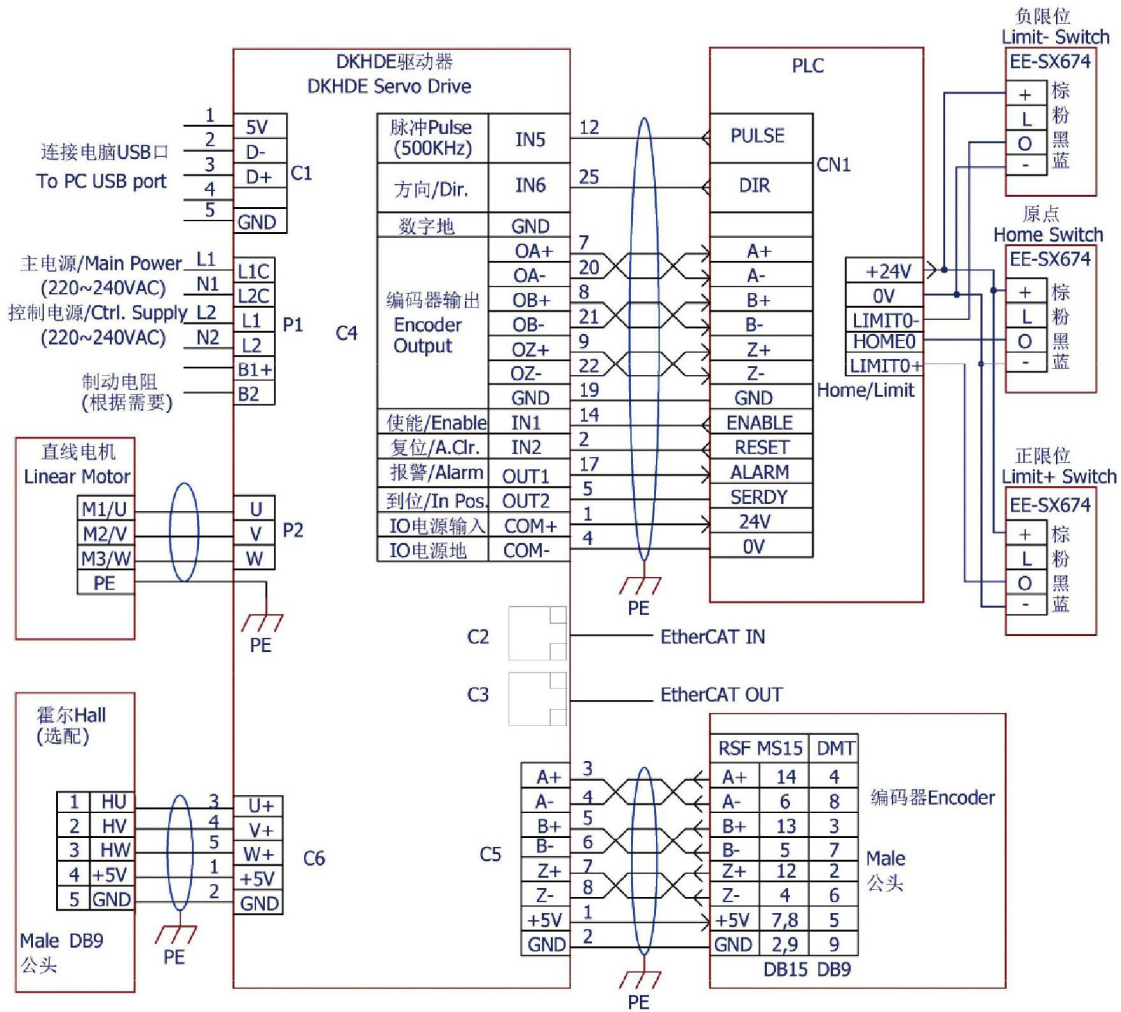 DKHDE驱动器
DKHDE Servo Drive
1
5V
2
D-
3
D+
4
5
GND
C1
连接电脑USB口
To PC USB port
主电源/Main Power
(220~240VAC)
控制电源/Ctrl. Supply
(220~240VAC)
制动电阻
(根据需要)
L1
L1C
N1
L2C
L2
L1
N2
L2
B1+
B2
P1
直线电机
Linear Motor
M1/U
M2/V
M3/W
PE
U
V
W
P2
PE
霍尔Hall
(选配)
1 HU 3 U+
2 HV 4 V+
3 HW 5 W+
4 +5V 1 +5V
5 GND 2 GND
C6
Male DB9
公头
PE
C4
脉冲Pulse
(500KHz)
IN5
12
PULSE
方向/Dir.
IN6
25
DIR
数字地
GND
编码器输出
Encoder
Output
OA+ 7 A+
OA- 20 A-
OB+ 8 B+
OB- 21 B-
OZ+ 9 Z+
OZ- 22 Z-
GND 19 GND
使能/Enable IN1 14 ENABLE
复位/A.Clr. IN2 2 RESET
报警/Alarm OUT1 17 ALARM
到位/In Pos. OUT2 5 SERDY
IO电源输入 COM+ 1 24V
IO电源地 COM- 4 0V
PE
PLC
CN1
+24V
0V
LIMIT0-
HOME0
LIMIT0+
Home/Limit
负限位
Limit- Switch
EE-SX674
+ 棕
L 粉
O 黑
- 蓝
原点
Home Switch
EE-SX674
+ 棕
L 粉
O 黑
- 蓝
正限位
Limit+ Switch
EE-SX674
+ 棕
L 粉
O 黑
- 蓝
C2
EtherCAT IN
C3
EtherCAT OUT
C5
RSF MS15 DMT
A+ 3 A+ 14 4
A- 4 A- 6 8
B+ 5 B+ 13 3
B- 6 B- 5 7
Z+ 7 Z+ 12 2
Z- 8 Z- 4 6
+5V 1 +5V 7,8 5
GND 2 GND 2,9 9
DB15 DB9
编码器Encoder
Male
公头
PE